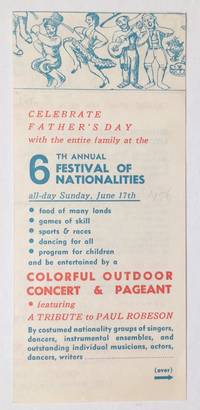 CELEBRATE
FATHER'S DAY
with the entire family at the
6TH ANNUAL
FESTIVAL OF
NATIONALITIES
all-day Sunday, June 17th
• food of many lands
• games of skill
• sports & races
• dancing for all
• program for children
and be entertained by a
COLORFUL OUTDOOR
CONCERT & PAGEANT
• featuring
A TRIBUTE to PAUL ROBESON
By costumed nationality groups of singers,
dancers, instrumental ensembles, and
outstanding individual musicians, actors,
dancers, writers
(over)